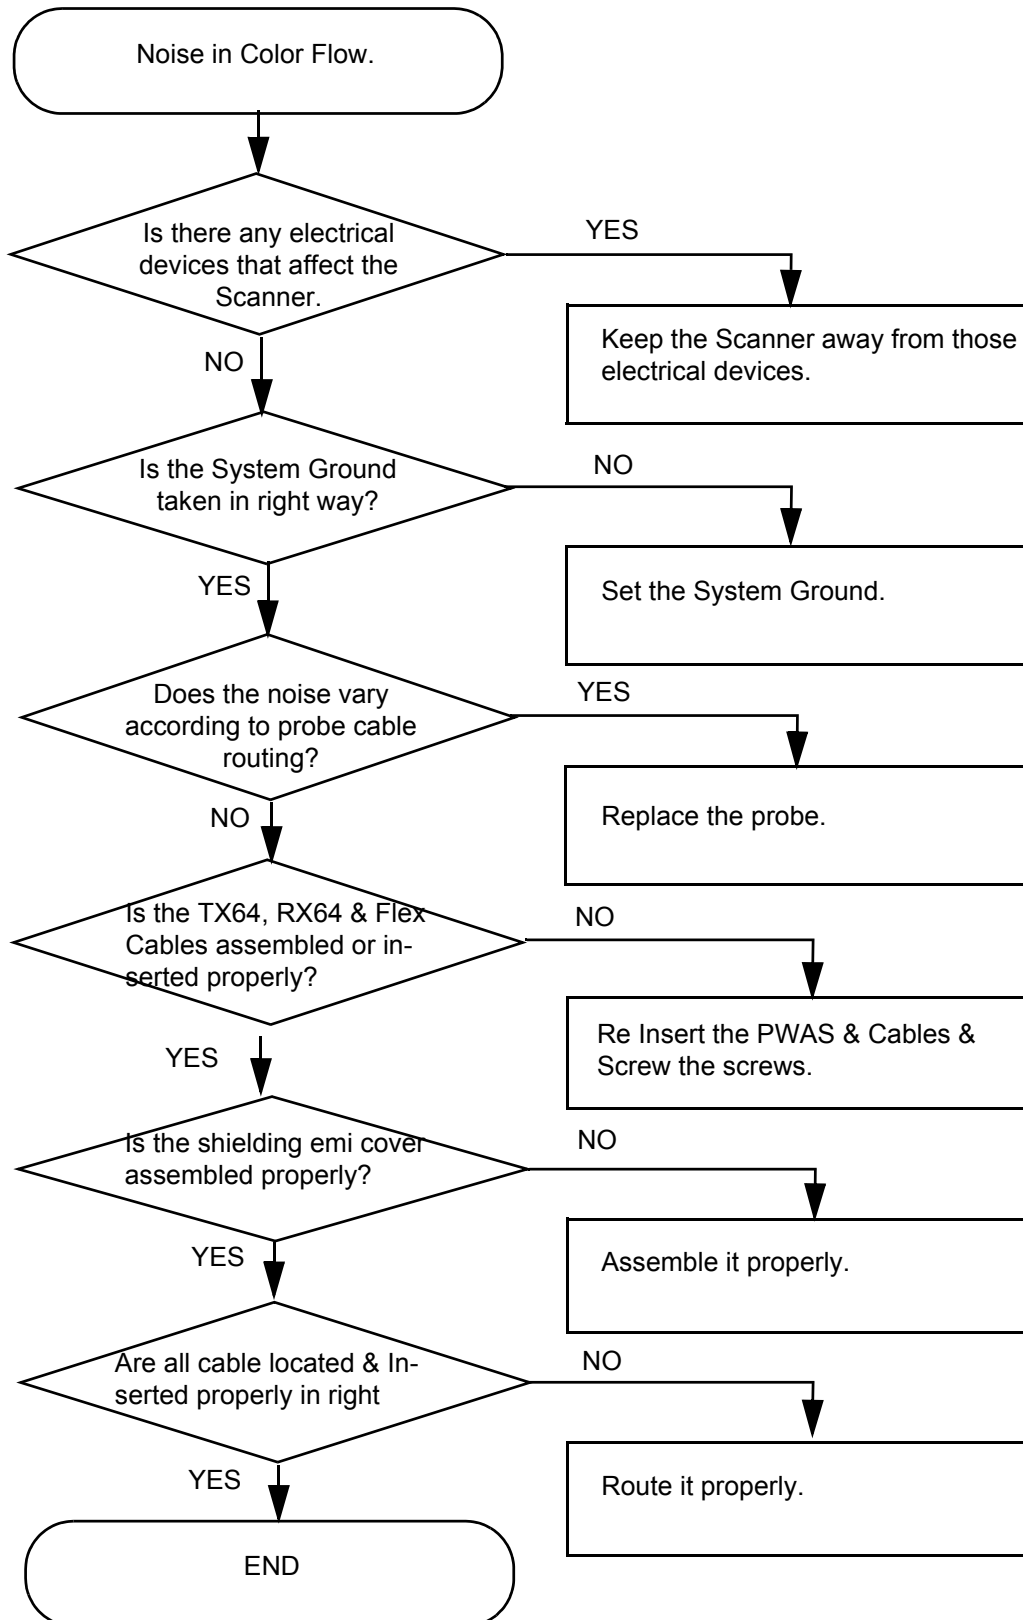 Noise in Color Flow.
Is there any electrical
devices that affect the
Scanner.
YES
Keep the Scanner away from those
electrical devices.
NO
Is the System Ground
taken in right way?
NO
Set the System Ground.
YES
Does the noise vary
according to probe cable
routing?
YES
Replace the probe.
NO
Is the TX64, RX64 & Flex
Cables assembled or in-
serted properly?
NO
Re Insert the PWAS & Cables &
Screw the screws.
YES
Is the shielding emi cover
assembled properly?
NO
Assemble it properly.
YES
Are all cable located & In-
serted properly in right
NO
Route it properly.
YES
END